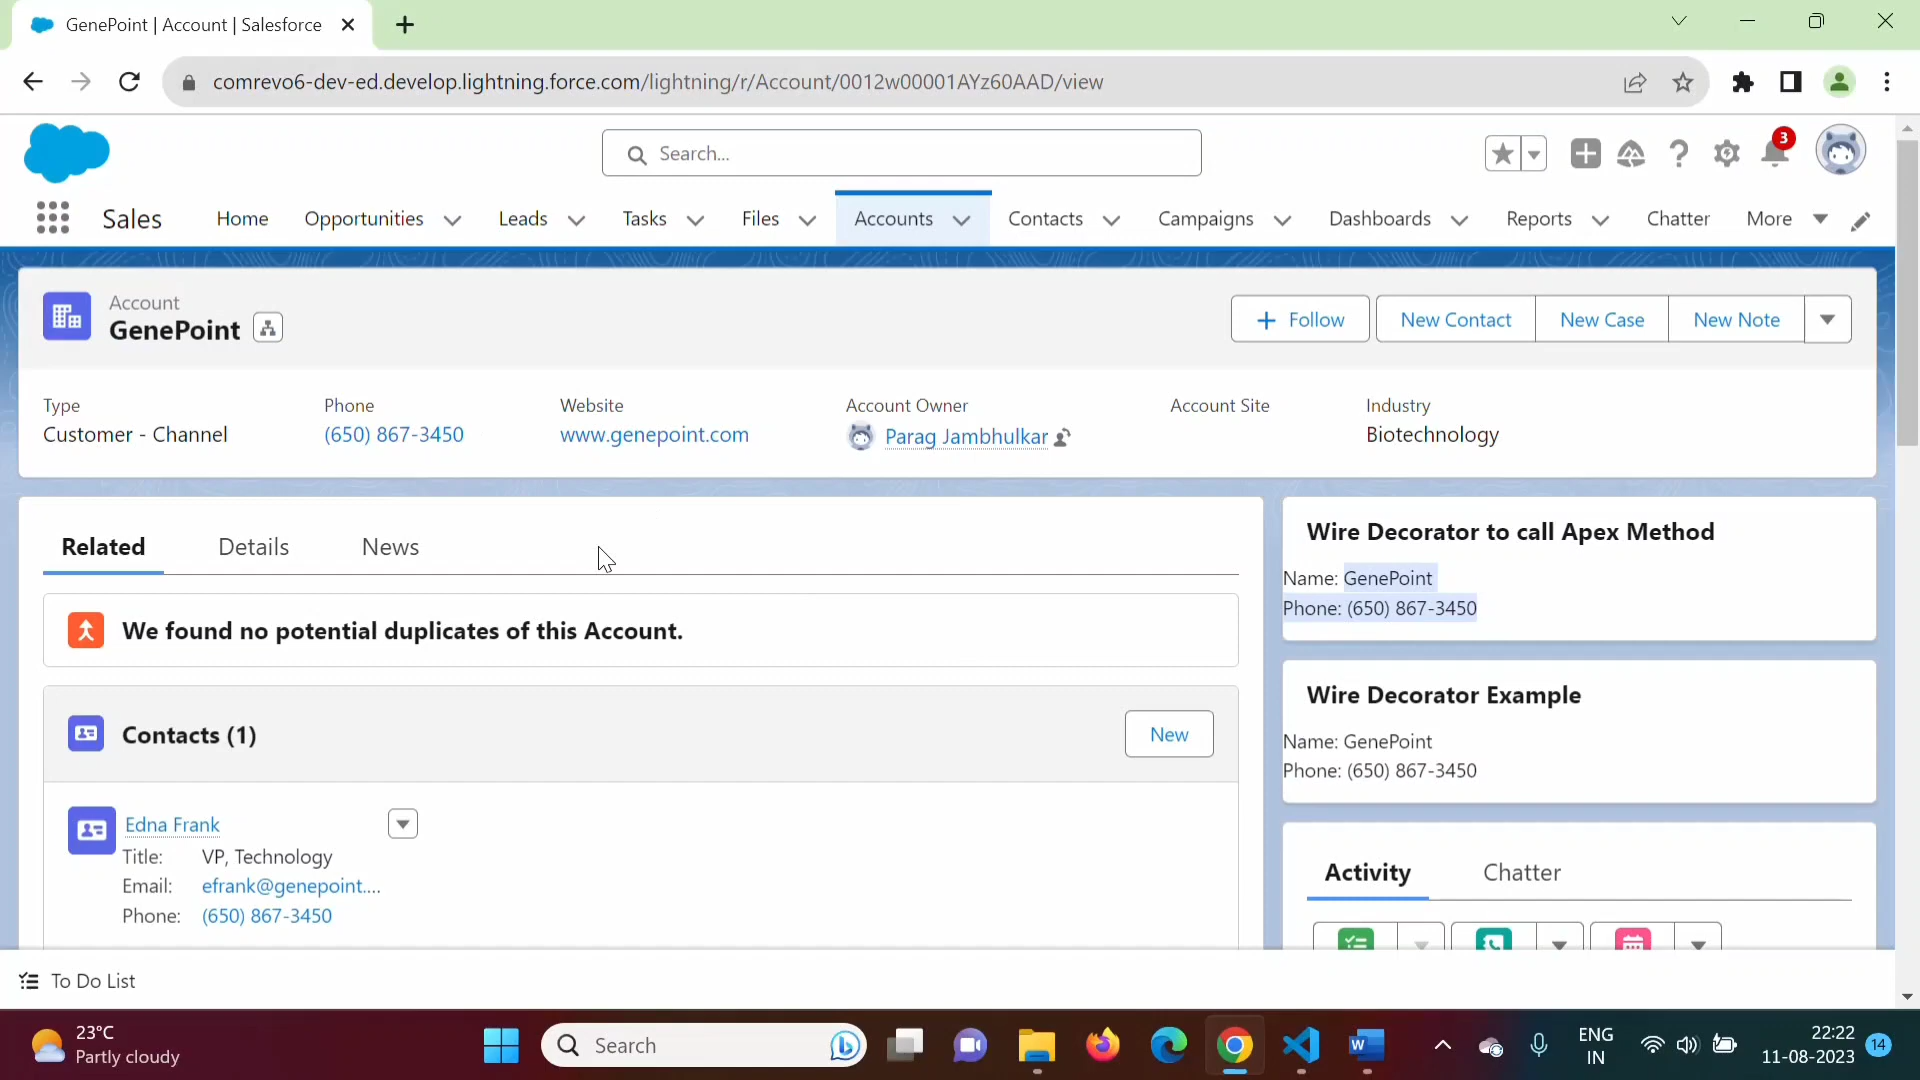 GenePoint | Account | Salesforce
comrevo6-dev-ed.develop.lightning.force.com/lightning/r/Account/0012w00001AYz60AAD/view
Search...
3
Sales Home Opportunities Leads Tasks Files Accounts Contacts Campaigns Dashboards Reports Chatter More
Account
GenePoint
Follow New Contact New Case New Note
Type Phone Website Account Owner Account Site Industry
Customer - Channel (650) 867-3450 www.genepoint.com Parag Jambhulkar Biotechnology
Related Details News
We found no potential duplicates of this Account.
Contacts (1)
New
Edna Frank
Title: VP, Technology
Email: efrank@genepoint....
Phone: (650) 867-3450
Wire Decorator to call Apex Method
Name: GenePoint
Phone: (650) 867-3450
Wire Decorator Example
Name: GenePoint
Phone: (650) 867-3450
Activity Chatter
To Do List
23°C
Partly cloudy
Search
ENG
IN
22:22
11-08-2023
14